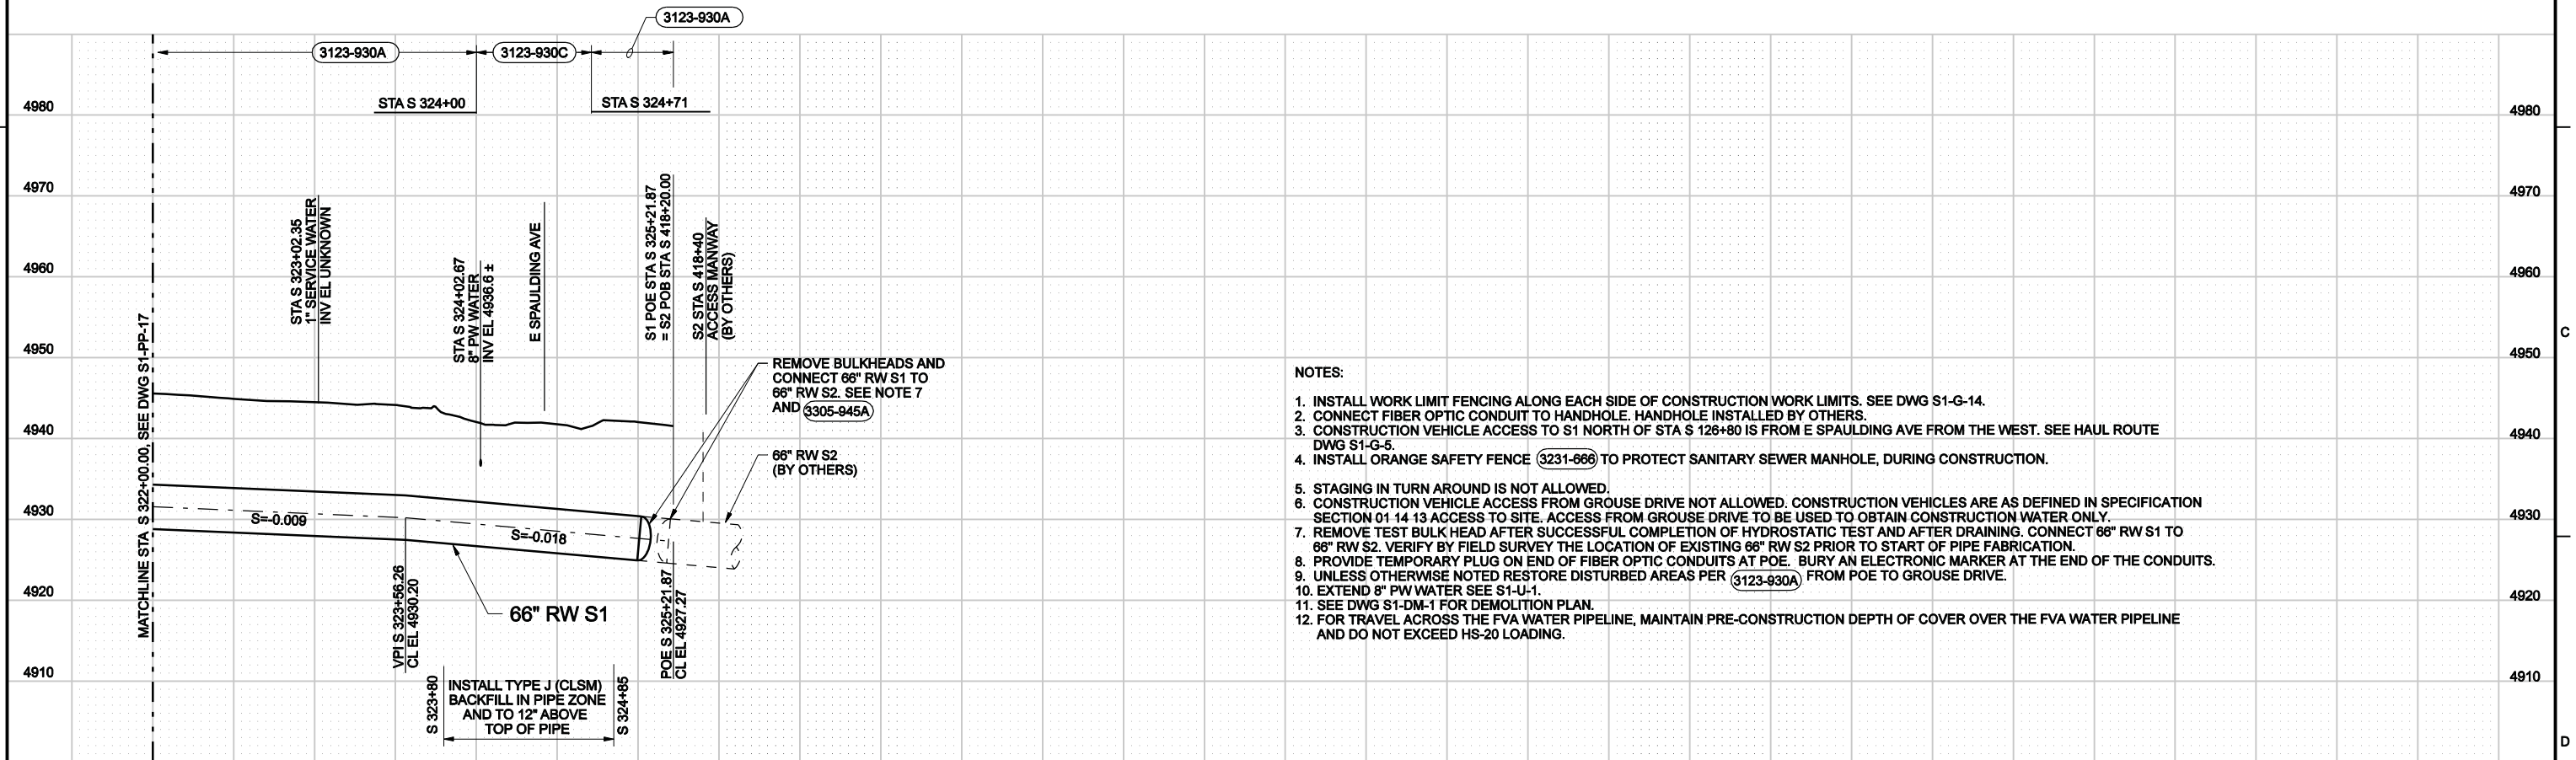 3123-930A
3123-930A
3123-930C
STA S 324+00
STA S 324+71
4980
4970
4960
4950
4940
4930
4920
4910
4980
4970
4960
4950
4940
4930
4920
4910
C
D
MATCHLINE STA S 322+00.00, SEE DWG S1-PP-17
STA S 323+02.35
1" SERVICE WATER
INV EL UNKNOWN
STA S 324+02.67
8" PW WATER
INV EL 4936.6 ±
E SPAULDING AVE
S1 POE STA S 325+21.87
= S2 POB STA S 418+20.00
S2 STA S 418+40
ACCESS MANWAY
(BY OTHERS)
REMOVE BULKHEADS AND
CONNECT 66" RW S1 TO
66" RW S2. SEE NOTE 7
AND 3305-945A
66" RW S2
(BY OTHERS)
S=-0.009
S=-0.018
66" RW S1
VPI S 323+56.26
CL EL 4930.20
POE S 325+21.87
CL EL 4927.27
S 323+80
INSTALL TYPE J (CLSM)
BACKFILL IN PIPE ZONE
AND TO 12" ABOVE
TOP OF PIPE
S 324+85
NOTES:
1. INSTALL WORK LIMIT FENCING ALONG EACH SIDE OF CONSTRUCTION WORK LIMITS. SEE DWG S1-G-14.
2. CONNECT FIBER OPTIC CONDUIT TO HANDHOLE. HANDHOLE INSTALLED BY OTHERS.
3. CONSTRUCTION VEHICLE ACCESS TO S1 NORTH OF STA S 126+80 IS FROM E SPAULDING AVE FROM THE WEST. SEE HAUL ROUTE
DWG S1-G-5.
4. INSTALL ORANGE SAFETY FENCE 3231-666 TO PROTECT SANITARY SEWER MANHOLE, DURING CONSTRUCTION.
5. STAGING IN TURN AROUND IS NOT ALLOWED.
6. CONSTRUCTION VEHICLE ACCESS FROM GROUSE DRIVE NOT ALLOWED. CONSTRUCTION VEHICLES ARE AS DEFINED IN SPECIFICATION
SECTION 01 14 13 ACCESS TO SITE. ACCESS FROM GROUSE DRIVE TO BE USED TO OBTAIN CONSTRUCTION WATER ONLY.
7. REMOVE TEST BULK HEAD AFTER SUCCESSFUL COMPLETION OF HYDROSTATIC TEST AND AFTER DRAINING. CONNECT 66" RW S1 TO
66" RW S2. VERIFY BY FIELD SURVEY THE LOCATION OF EXISTING 66" RW S2 PRIOR TO START OF PIPE FABRICATION.
8. PROVIDE TEMPORARY PLUG ON END OF FIBER OPTIC CONDUITS AT POE. BURY AN ELECTRONIC MARKER AT THE END OF THE CONDUITS.
9. UNLESS OTHERWISE NOTED RESTORE DISTURBED AREAS PER 3123-930A FROM POE TO GROUSE DRIVE.
10. EXTEND 8" PW WATER SEE S1-U-1.
11. SEE DWG S1-DM-1 FOR DEMOLITION PLAN.
12. FOR TRAVEL ACROSS THE FVA WATER PIPELINE, MAINTAIN PRE-CONSTRUCTION DEPTH OF COVER OVER THE FVA WATER PIPELINE
AND DO NOT EXCEED HS-20 LOADING.